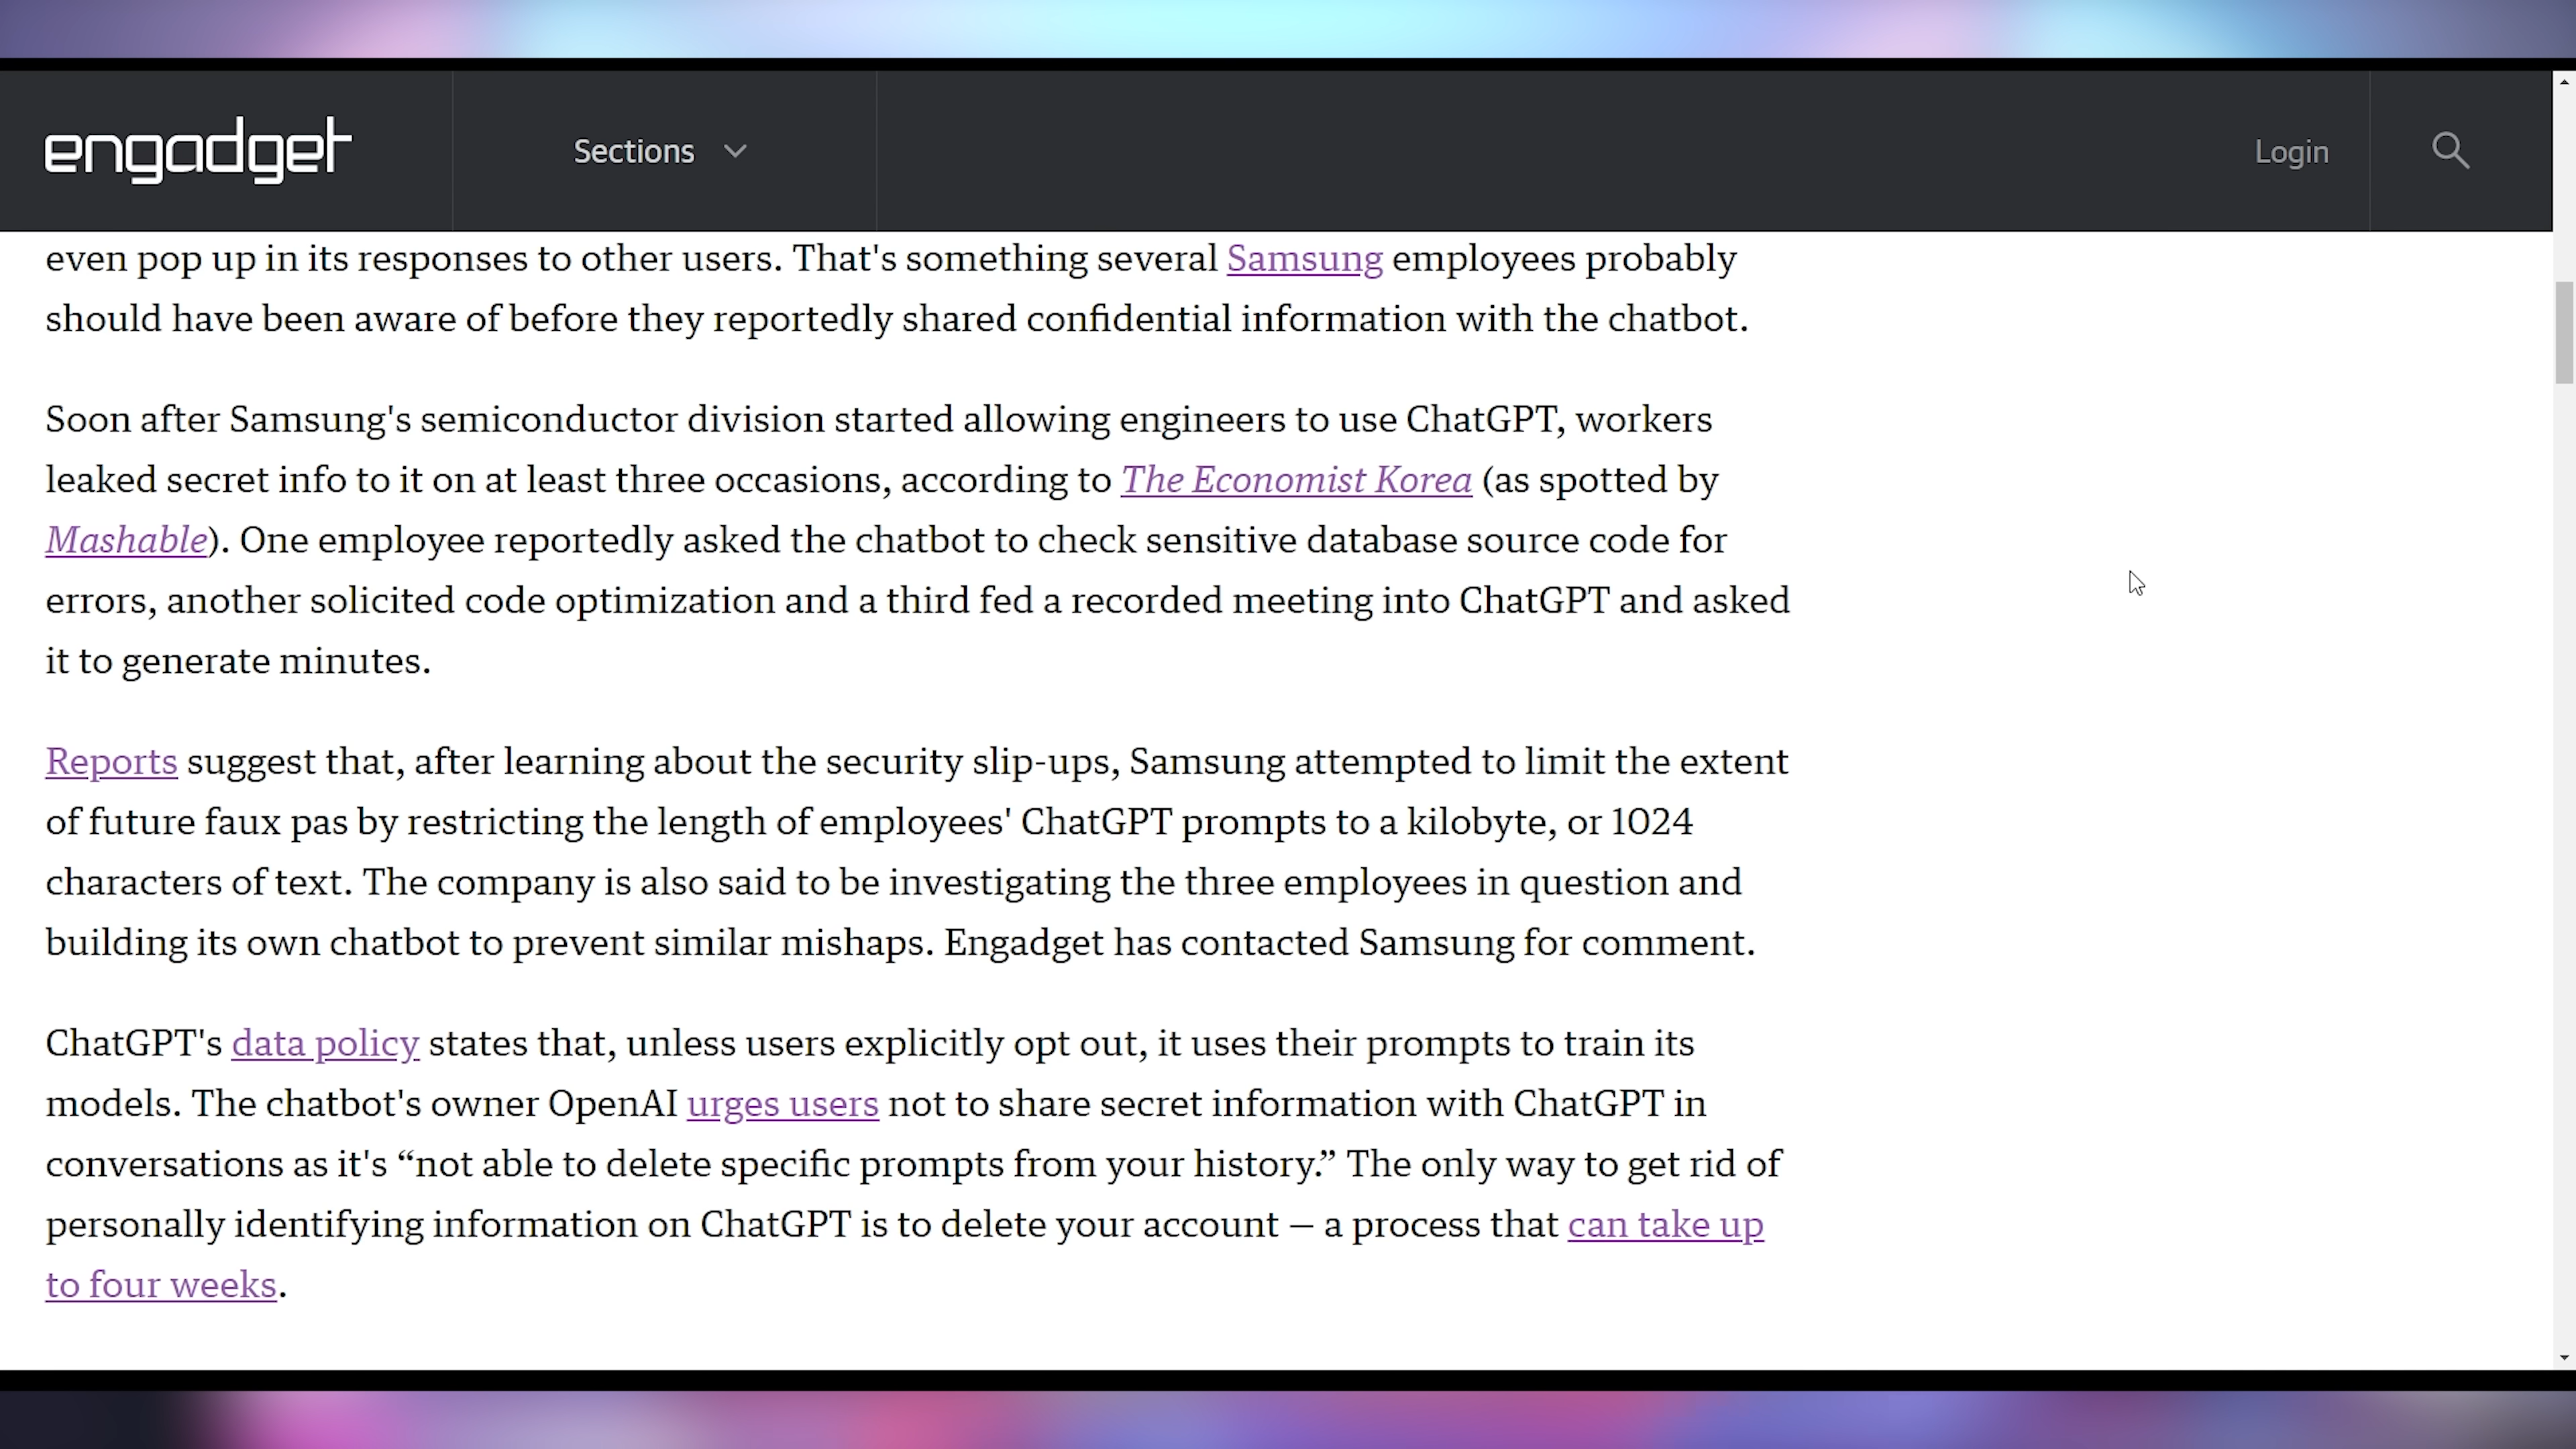 engadget
Sections
Login
even pop up in its responses to other users. That's something several Samsung employees probably
should have been aware of before they reportedly shared confidential information with the chatbot.
Soon after Samsung's semiconductor division started allowing engineers to use ChatGPT, workers
leaked secret info to it on at least three occasions, according to The Economist Korea (as spotted by
Mashable). One employee reportedly asked the chatbot to check sensitive database source code for
errors, another solicited code optimization and a third fed a recorded meeting into ChatGPT and asked
it to generate minutes.
Reports suggest that, after learning about the security slip-ups, Samsung attempted to limit the extent
of future faux pas by restricting the length of employees' ChatGPT prompts to a kilobyte, or 1024
characters of text. The company is also said to be investigating the three employees in question and
building its own chatbot to prevent similar mishaps. Engadget has contacted Samsung for comment.
ChatGPT's data policy states that, unless users explicitly opt out, it uses their prompts to train its
models. The chatbot's owner OpenAI urges users not to share secret information with ChatGPT in
conversations as it's “not able to delete specific prompts from your history.” The only way to get rid of
personally identifying information on ChatGPT is to delete your account — a process that can take up
to four weeks.